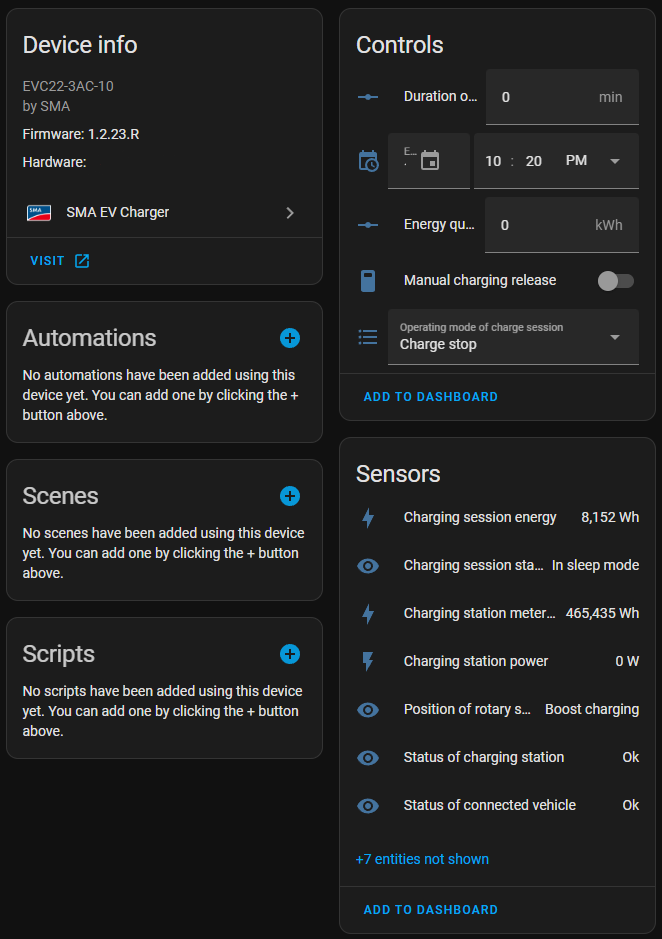 Device info
EVC22-3AC-10
by SMA
Firmware: 1.2.23.R
Hardware:
SMA
SMA EV Charger
VISIT
Automations
No automations have been added using this
device yet. You can add one by clicking the +
button above.
Scenes
No scenes have been added using this device
yet. You can add one by clicking the + button
above.
Scripts
No scripts have been added using this device
yet. You can add one by clicking the + button
above.
Controls
Duration o... 0 min
E...
. 10 : 20 PM
Energy qu... 0 kWh
Manual charging release
Operating mode of charge session
Charge stop
ADD TO DASHBOARD
Sensors
Charging session energy 8,152 Wh
Charging session sta... In sleep mode
Charging station meter... 465,435 Wh
Charging station power 0 W
Position of rotary s... Boost charging
Status of charging station Ok
Status of connected vehicle Ok
+7 entities not shown
ADD TO DASHBOARD